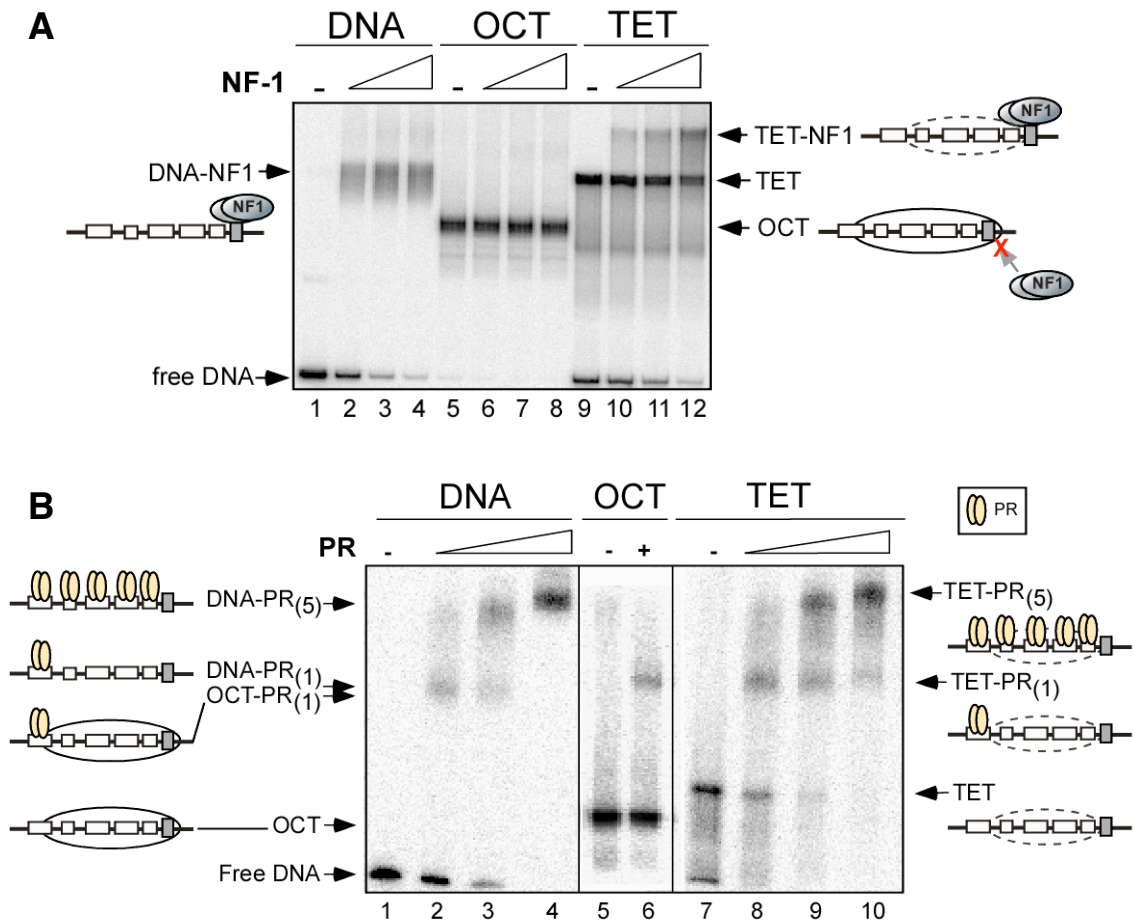 A
DNA OCT TET
NF-1 - - -
DNA-NF1
NF1
TET-NF1
TET
OCT
NF1
NF1
free DNA
1 2 3 4 5 6 7 8 9 10 11 12
B
DNA OCT TET
PR - - + -
PR
DNA-PR(5)
DNA-PR(1)
OCT-PR(1)
OCT
Free DNA
TET-PR(5)
TET-PR(1)
TET
1 2 3 4 5 6 7 8 9 10